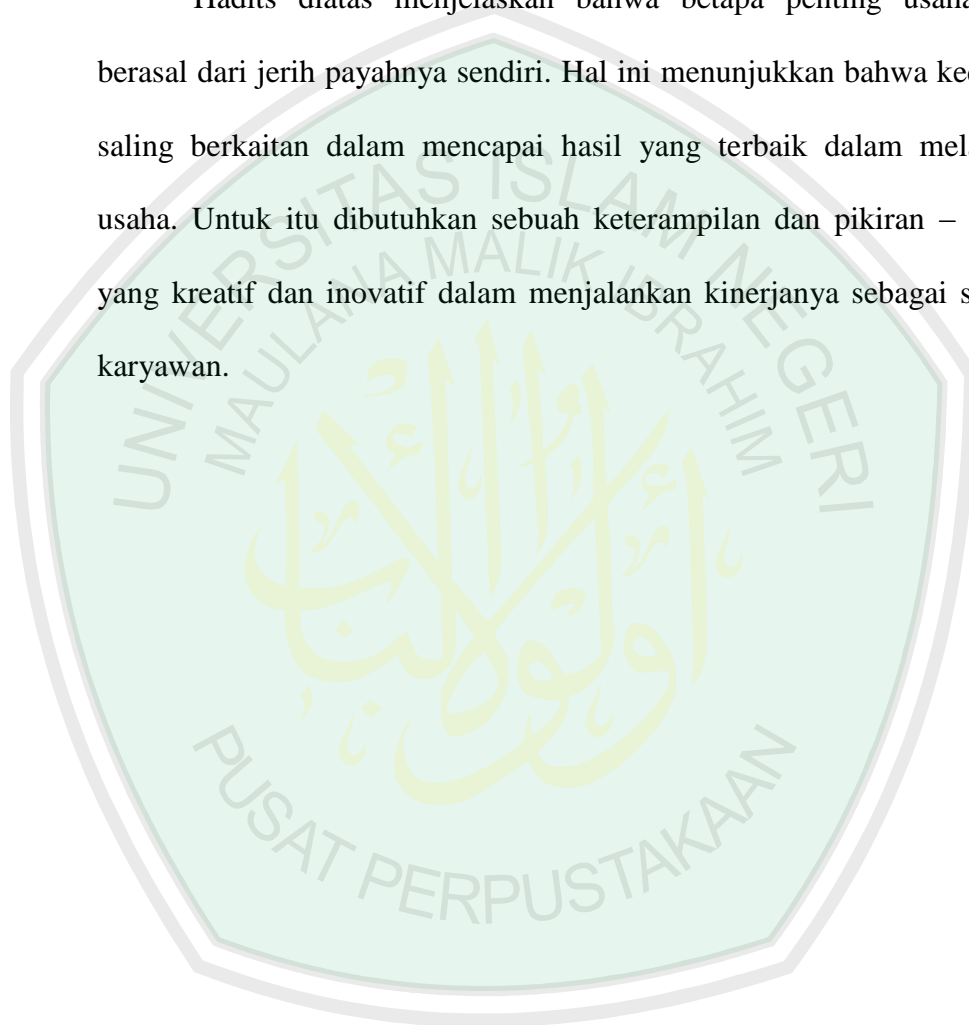 Hadits diatas menjelaskan bahwa betapa penting usaha
berasal dari jerih payahnya sendiri. Hal ini menunjukkan bahwa
saling berkaitan dalam mencapai hasil yang terbaik dalam
usaha. Untuk itu dibutuhkan sebuah keterampilan dan pikiran –
yang kreatif dan inovatif dalam menjalankan kinerjanya sebagai
karyawan.
UNIVERSITAS ISLAM NEGERI
MAULANA MALIK IBRAHIM
أولوا الألباب
PUSAT PERPUSTAKAAN